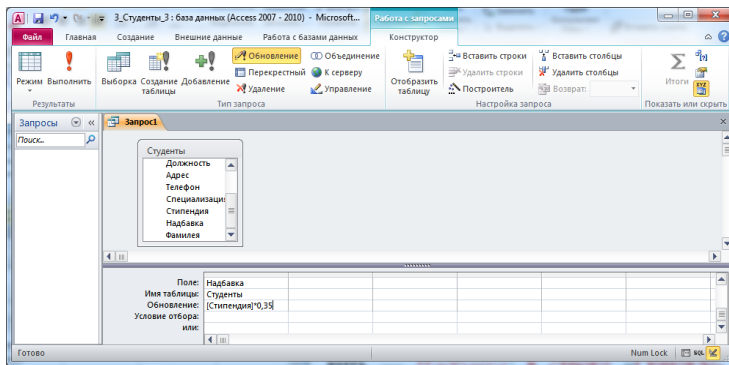 3_Студенты_3 : база данных (Access 2007 - 2010) - Microsoft...
Работа с запросами
Файл Главная Создание Внешние данные Работа с базами данных Конструктор
Режим Выполнить
Результаты
Выборка Создание таблицы Добавление
Обновление
Перекрестный
Удаление
Объединение
К серверу
Управление
Тип запроса
Отобразить таблицу
Вставить строки
Удалить строки
Построитель
Вставить столбцы
Удалить столбцы
Возврат:
Настройка запроса
Итоги
Показать или скрыть
Запросы
Поиск...
Запрос1
Студенты
Должность
Адрес
Телефон
Специализация
Стипендия
Надбавка
Фамилея
Поле: Надбавка
Имя таблицы: Студенты
Обновление: [Стипендия]*0,35
Условие отбора:
или:
Готово
Num Lock
SQL